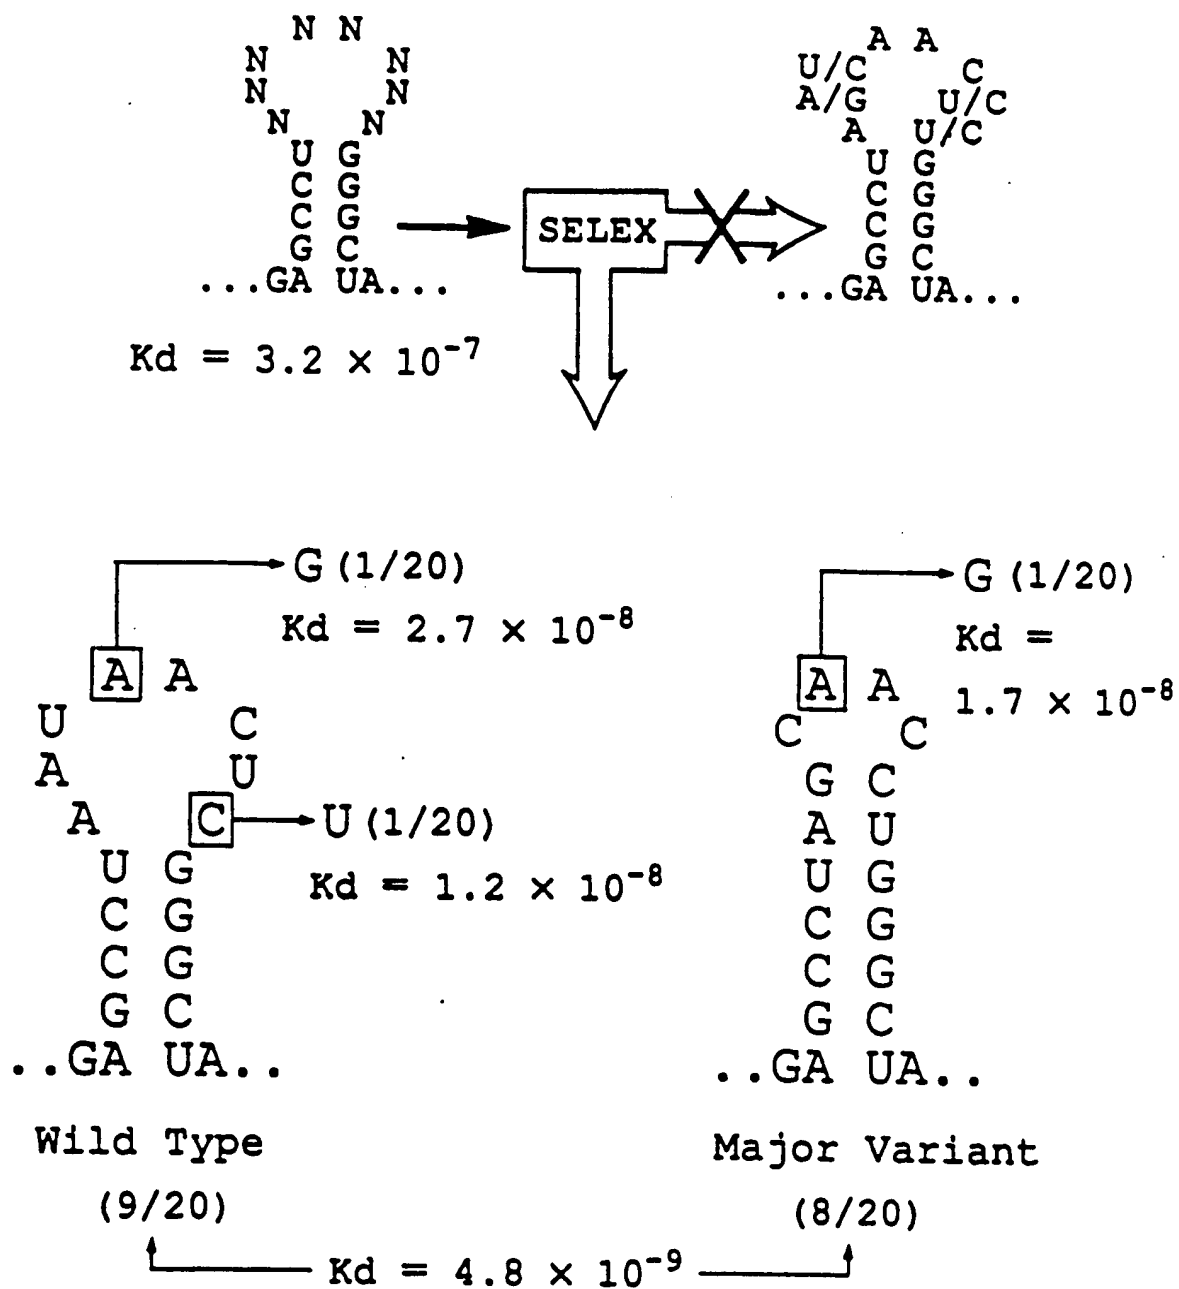 N N
N N
N N
N N
U G
C G
C G
G C
...GA UA...
Kd = 3.2 × 10⁻⁷
SELEX
A A
U/C C
A/G U/C
A U/C
U G
C G
C G
G C
...GA UA...
G (1/20)
Kd = 2.7 × 10⁻⁸
A A
U C
A U
A C
U (1/20)
Kd = 1.2 × 10⁻⁸
U G
C G
C G
G C
..GA UA..
Wild Type
(9/20)
G (1/20)
Kd =
1.7 × 10⁻⁸
A A
C C
G C
A U
U G
C G
C G
G C
..GA UA..
Major Variant
(8/20)
Kd = 4.8 × 10⁻⁹